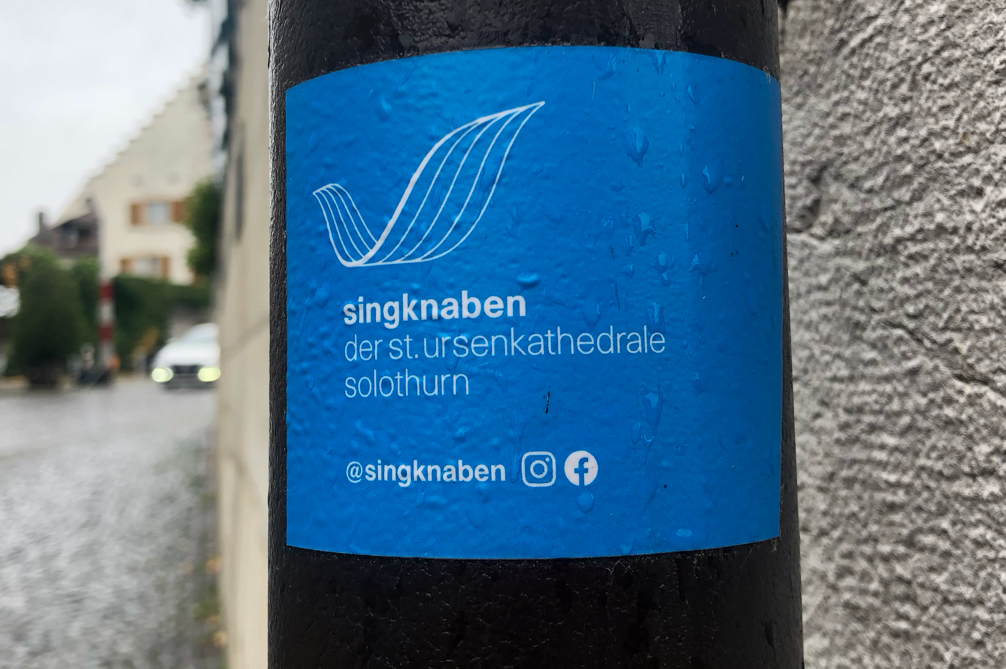 singknaben
der st. ursenkathedrale
solothurn
@singknaben